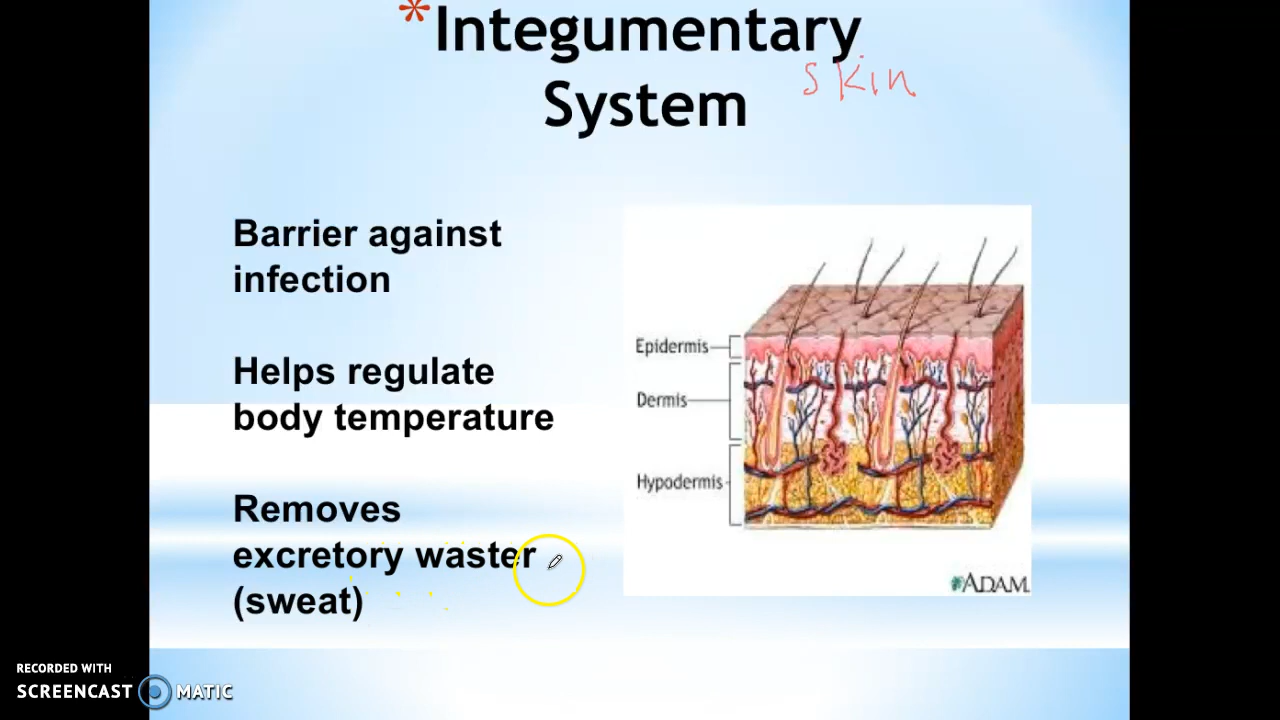 *Integumentary
skin
System
Barrier against
infection
Helps regulate
body temperature
Removes
excretory waster
(sweat)
Epidermis
Dermis
Hypodermis
ADAM.
RECORDED WITH
SCREENCAST MATIC